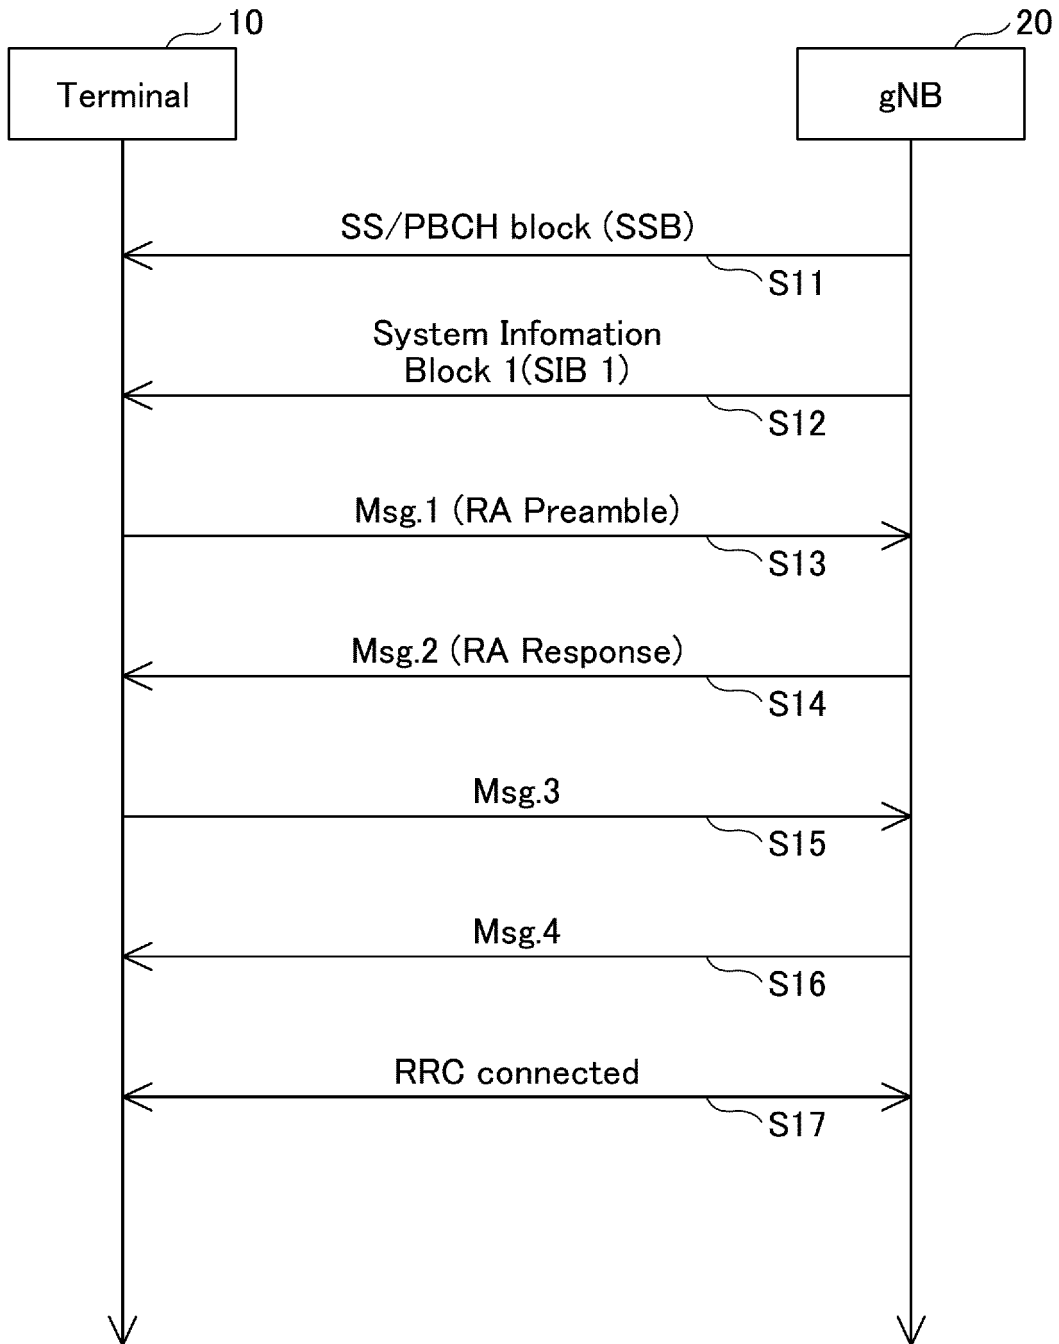 10
20
Terminal
gNB
SS/PBCH block (SSB)
S11
System Infomation
Block 1(SIB 1)
S12
Msg.1 (RA Preamble)
S13
Msg.2 (RA Response)
S14
Msg.3
S15
Msg.4
S16
RRC connected
S17